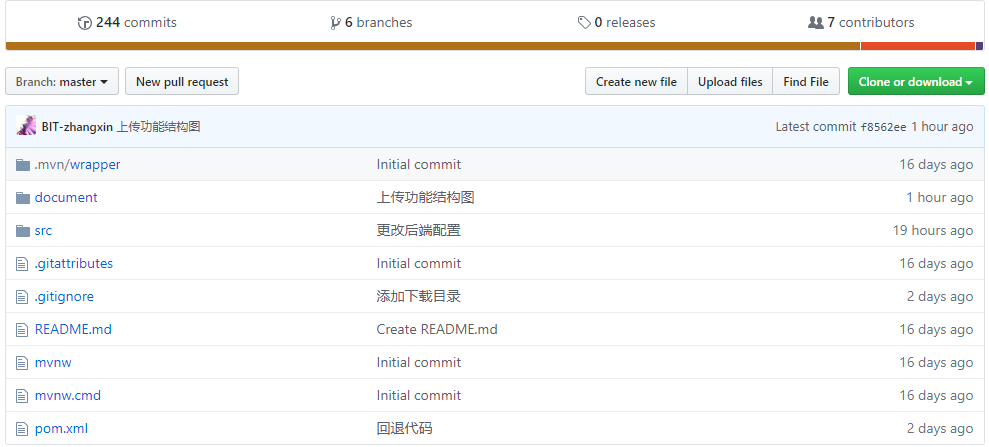 244 commits 6 branches 0 releases 7 contributors
Branch: master New pull request Create new file Upload files Find File Clone or download
BIT-zhangxin 上传功能结构图 Latest commit f8562ee 1 hour ago
.mvn/wrapper Initial commit 16 days ago
document 上传功能结构图 1 hour ago
src 更改后端配置 19 hours ago
.gitattributes Initial commit 16 days ago
.gitignore 添加下载目录 2 days ago
README.md Create README.md 16 days ago
mvnw Initial commit 16 days ago
mvnw.cmd Initial commit 16 days ago
pom.xml 回退代码 2 days ago